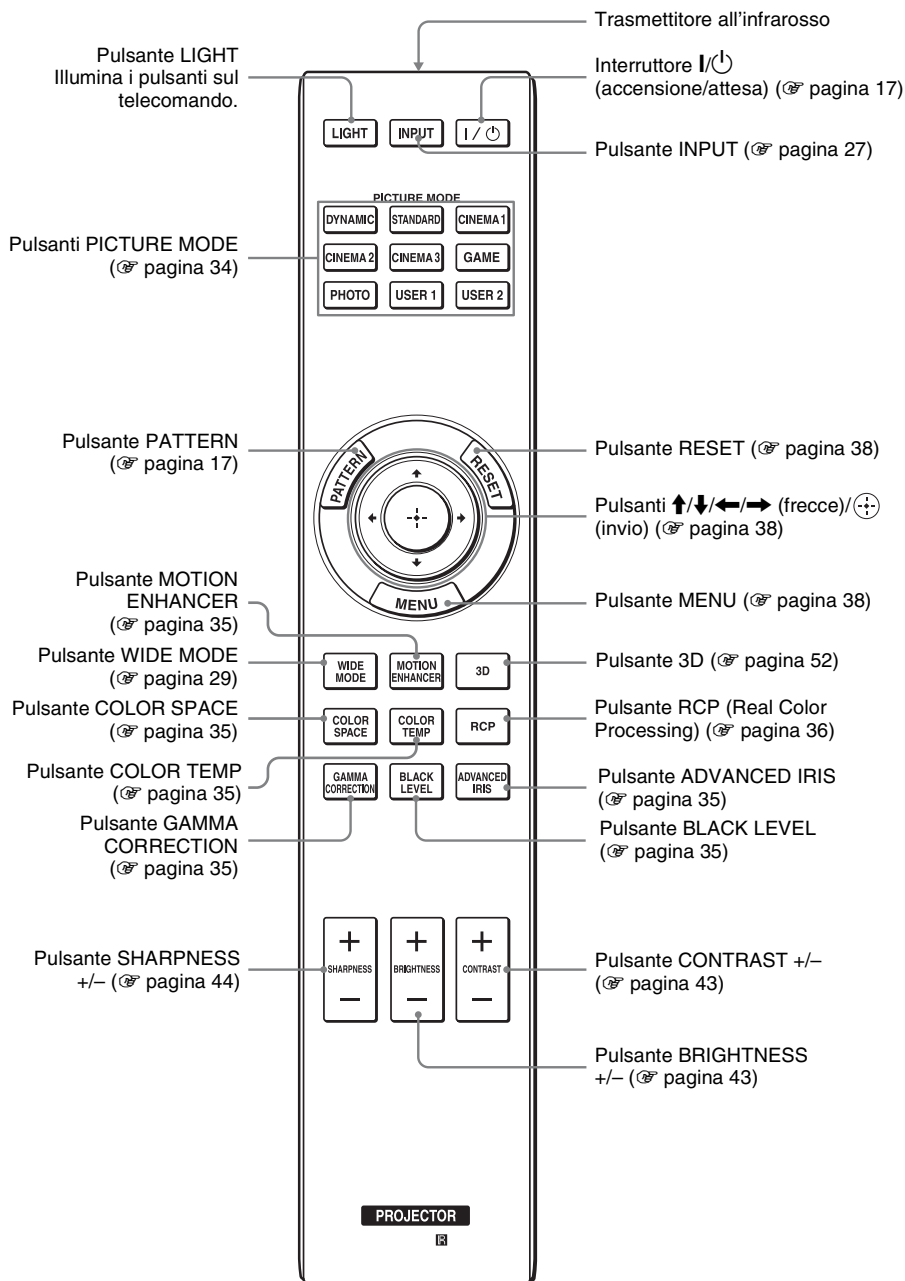 Trasmettitore all'infrarosso
Pulsante LIGHT
Illumina i pulsanti sul
telecomando.
Interruttore I/⏻
(accensione/attesa) (☞ pagina 17)
Pulsante INPUT (☞ pagina 27)
LIGHT
INPUT
I / ⏻
PICTURE MODE
DYNAMIC
STANDARD
CINEMA 1
CINEMA 2
CINEMA 3
GAME
PHOTO
USER 1
USER 2
Pulsanti PICTURE MODE
(☞ pagina 34)
Pulsante PATTERN
(☞ pagina 17)
PATTERN
RESET
MENU
Pulsante RESET (☞ pagina 38)
Pulsanti ↑/↓/←/→ (frecce)/
(invio) (☞ pagina 38)
Pulsante MENU (☞ pagina 38)
Pulsante MOTION
ENHANCER
(☞ pagina 35)
Pulsante WIDE MODE
(☞ pagina 29)
Pulsante COLOR SPACE
(☞ pagina 35)
Pulsante COLOR TEMP
(☞ pagina 35)
Pulsante GAMMA
CORRECTION
(☞ pagina 35)
WIDE
MODE
MOTION
ENHANCER
3D
COLOR
SPACE
COLOR
TEMP
RCP
GAMMA
CORRECTION
BLACK
LEVEL
ADVANCED
IRIS
Pulsante 3D (☞ pagina 52)
Pulsante RCP (Real Color
Processing) (☞ pagina 36)
Pulsante ADVANCED IRIS
(☞ pagina 35)
Pulsante BLACK LEVEL
(☞ pagina 35)
Pulsante SHARPNESS
+/– (☞ pagina 44)
+
SHARPNESS
–
+
BRIGHTNESS
–
+
CONTRAST
–
Pulsante CONTRAST +/–
(☞ pagina 43)
Pulsante BRIGHTNESS
+/– (☞ pagina 43)
PROJECTOR
IR